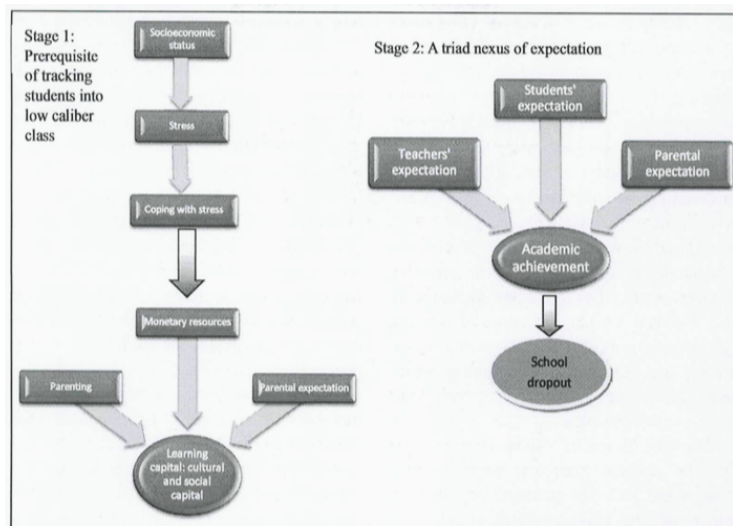 Stage 1:
Prerequisite
of tracking
students into
low caliber
class
Socioeconomic
status
Stress
Coping with stress
Monetary resources
Parenting
Parental expectation
Learning
capital: cultural
and social
capital
Stage 2: A triad nexus of expectation
Students'
expectation
Teachers'
expectation
Parental
expectation
Academic
achievement
School
dropout